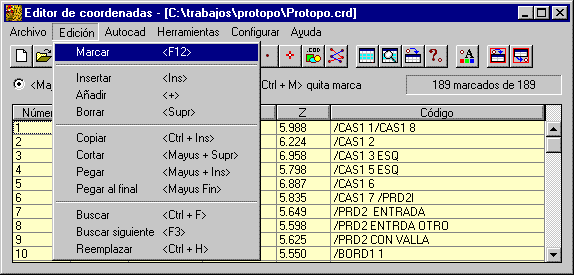 Editor de coordenadas - [C:\trabajos\protopo\Protopo.crd]
Archivo Edición Autocad Herramientas Configurar Ayuda
Marcar <F12>
Insertar <Ins>
Añadir <+>
Borrar <Supr>
Copiar <Ctrl + Ins>
Cortar <Mayus + Supr>
Pegar <Mayus + Ins>
Pegar al final <Mayus Fin>
Buscar <Ctrl + F>
Buscar siguiente <F3>
Reemplazar <Ctrl + H>
.COD
<May Ctrl + M> quita marca 189 marcados de 189
Númer Z Código
1 5.988 /CAS1 1/CAS1 8
2 6.224 /CAS1 2
3 6.958 /CAS1 3 ESQ
4 5.798 /CAS1 5 ESQ
5 6.887 /CAS1 6
6 5.835 /CAS1 7 /PRD2I
7 5.649 /PRD2 ENTRADA
8 5.598 /PRD2 ENTRDA OTRO
9 5.625 /PRD2 CON VALLA
10 5.550 /BORD1 1